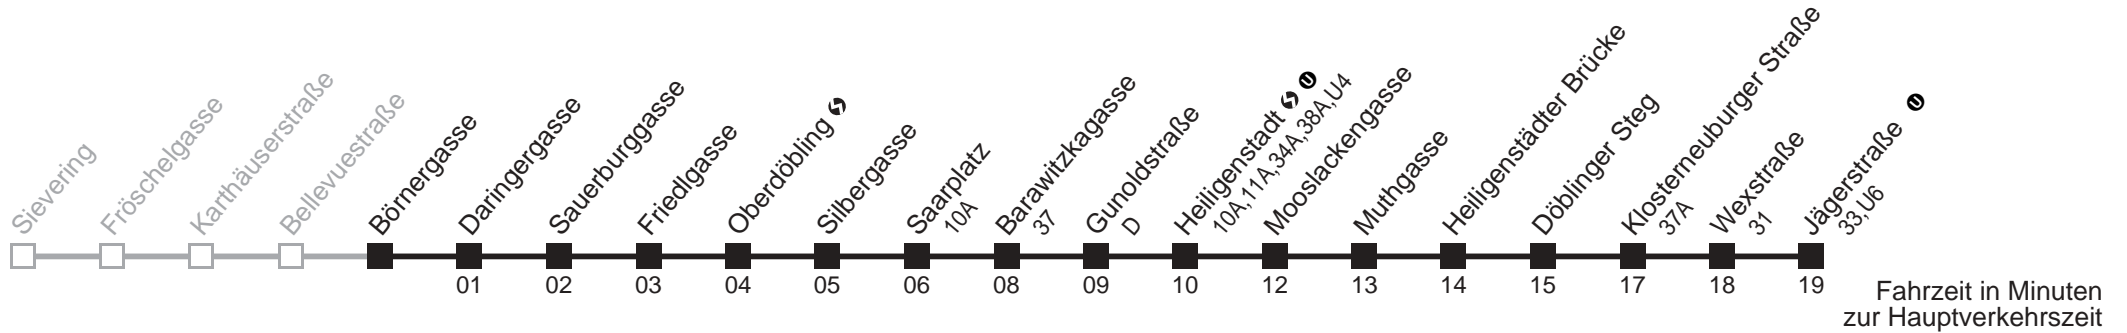 Sievering
Fröschelgasse
Karthäuserstraße
Bellevuestraße
Börnergasse
Daringergasse
01
Sauerburggasse
02
Friedlgasse
03
Oberdöbling
04
Silbergasse
05
Saarplatz
10A
06
Barawitzkagasse
37
08
Gunoldstraße
D
09
Heiligenstadt U
10A,11A,34A,38A,U4
10
Mooslackengasse
12
Muthgasse
13
Heiligenstädter Brücke
14
Döblinger Steg
15
Klosterneuburger Straße
37A
17
Wexstraße
31
18
Jägerstraße U
33,U6
19
Fahrzeit in Minuten
zur Hauptverkehrszeit